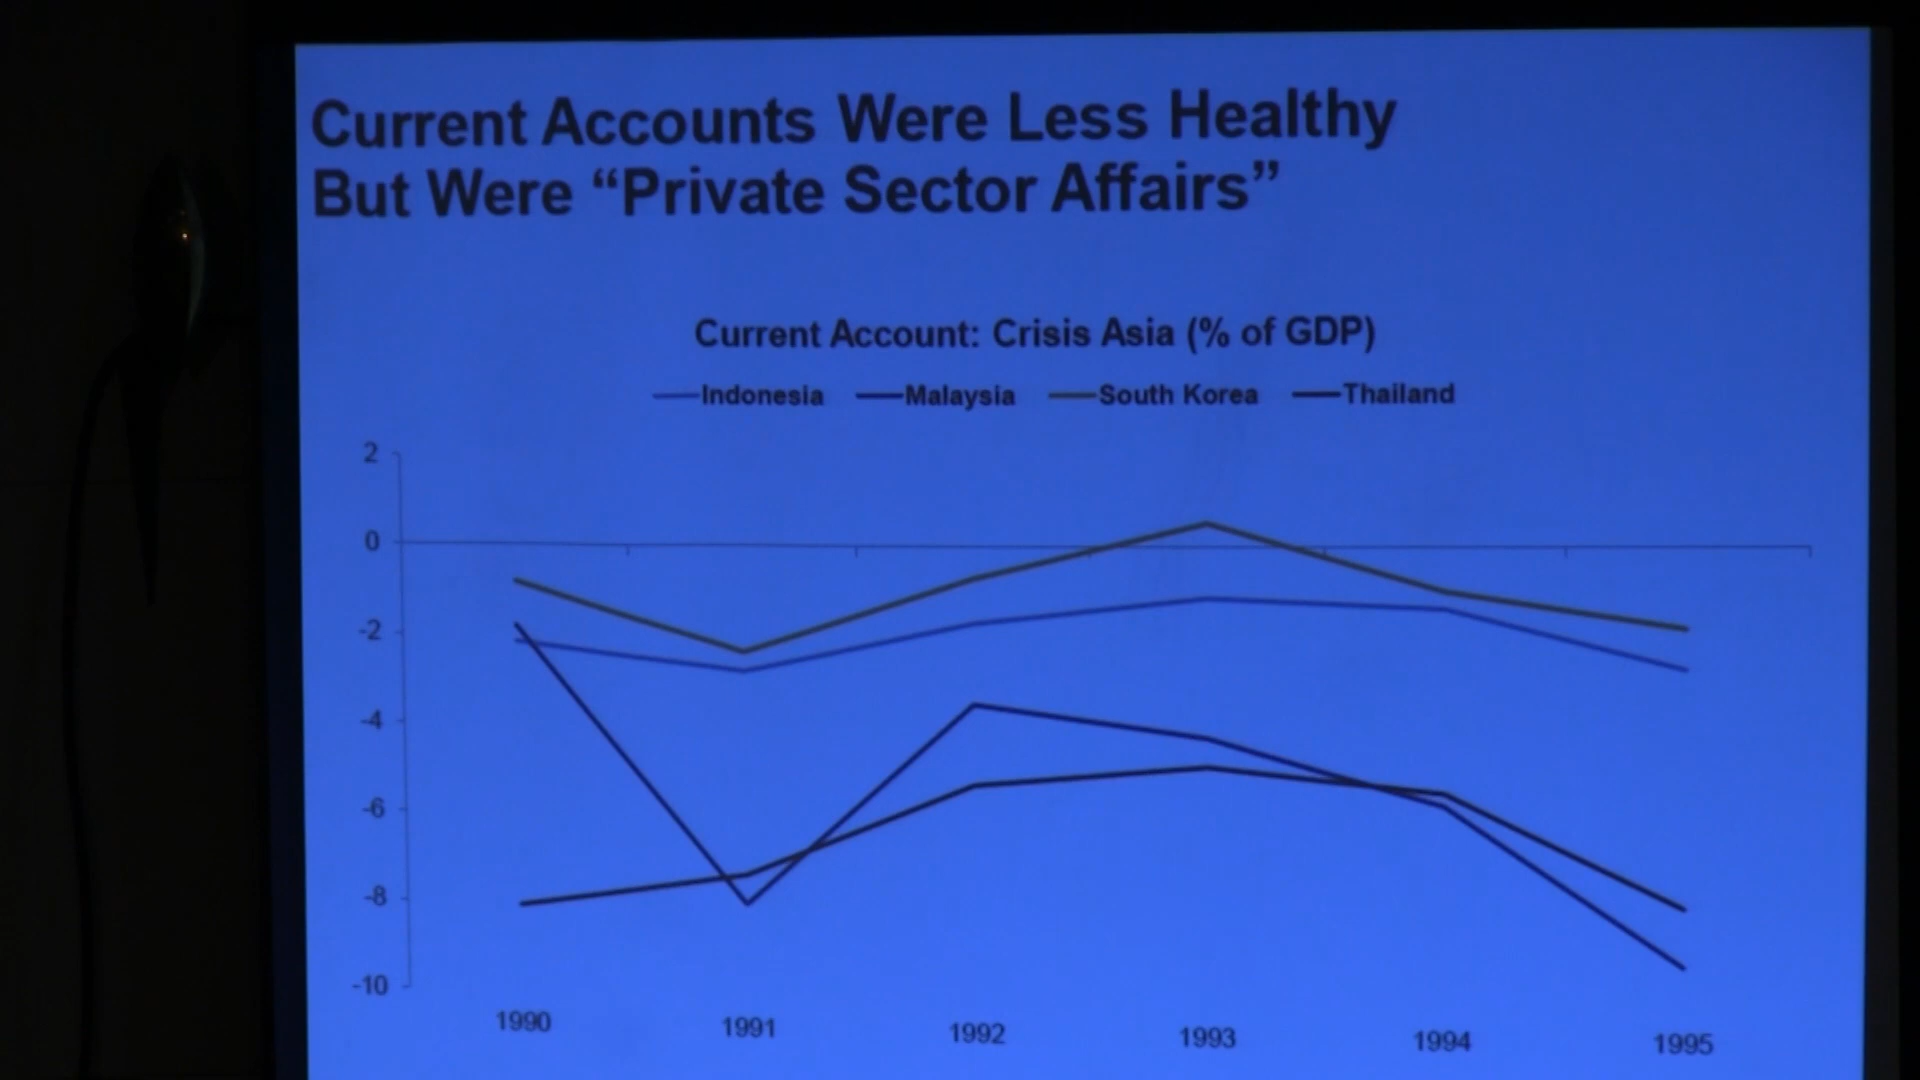 Current Accounts Were Less Healthy
But Were “Private Sector Affairs”
Current Account: Crisis Asia (% of GDP)
Indonesia Malaysia South Korea Thailand
2
0
-2
-4
-6
-8
-10
1990 1991 1992 1993 1994 1995